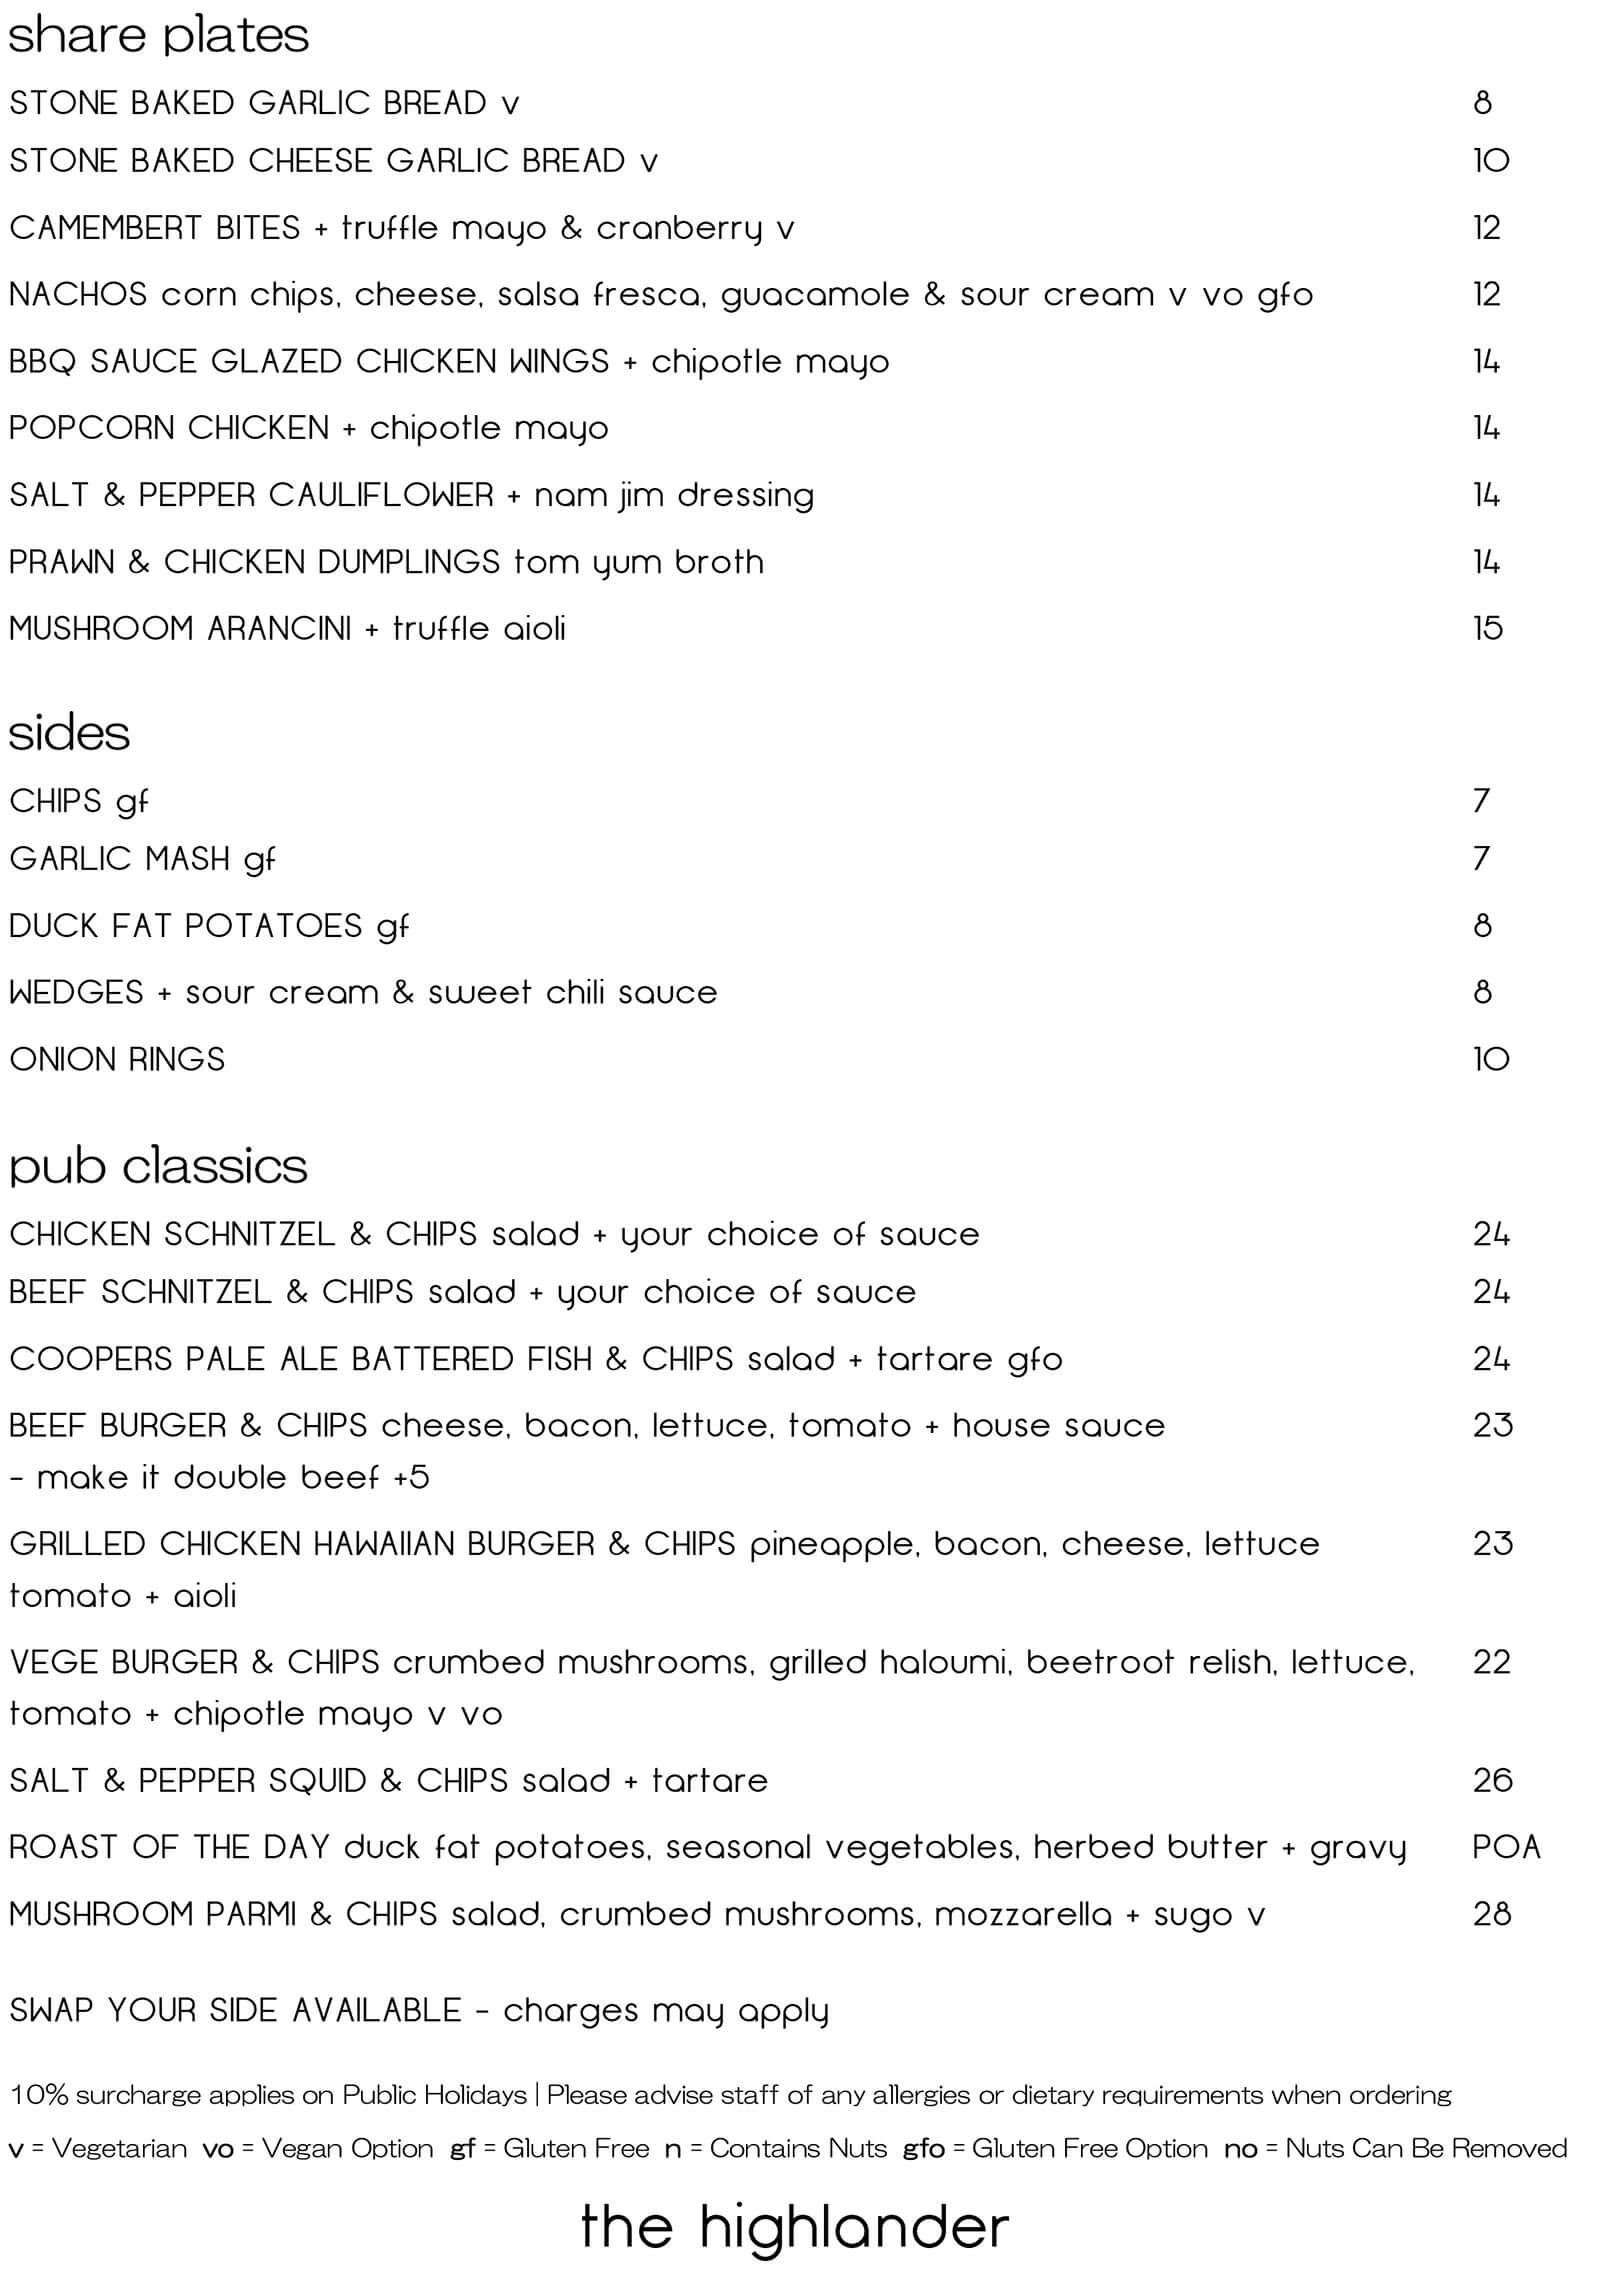 share plates
STONE BAKED GARLIC BREAD v 8
STONE BAKED CHEESE GARLIC BREAD v 10
CAMEMBERT BITES + truffle mayo & cranberry v 12
NACHOS corn chips, cheese, salsa fresca, guacamole & sour cream v vo gfo 12
BBQ SAUCE GLAZED CHICKEN WINGS + chipotle mayo 14
POPCORN CHICKEN + chipotle mayo 14
SALT & PEPPER CAULIFLOWER + nam jim dressing 14
PRAWN & CHICKEN DUMPLINGS tom yum broth 14
MUSHROOM ARANCINI + truffle aioli 15
sides
CHIPS gf 7
GARLIC MASH gf 7
DUCK FAT POTATOES gf 8
WEDGES + sour cream & sweet chili sauce 8
ONION RINGS 10
pub classics
CHICKEN SCHNITZEL & CHIPS salad + your choice of sauce 24
BEEF SCHNITZEL & CHIPS salad + your choice of sauce 24
COOPERS PALE ALE BATTERED FISH & CHIPS salad + tartare gfo 24
BEEF BURGER & CHIPS cheese, bacon, lettuce, tomato + house sauce 23
- make it double beef +5
GRILLED CHICKEN HAWAIIAN BURGER & CHIPS pineapple, bacon, cheese, lettuce 23
tomato + aioli
VEGE BURGER & CHIPS crumbed mushrooms, grilled haloumi, beetroot relish, lettuce, 22
tomato + chipotle mayo v vo
SALT & PEPPER SQUID & CHIPS salad + tartare 26
ROAST OF THE DAY duck fat potatoes, seasonal vegetables, herbed butter + gravy POA
MUSHROOM PARMI & CHIPS salad, crumbed mushrooms, mozzarella + sugo v 28
SWAP YOUR SIDE AVAILABLE - charges may apply
10% surcharge applies on Public Holidays | Please advise staff of any allergies or dietary requirements when ordering
v = Vegetarian vo = Vegan Option gf = Gluten Free n = Contains Nuts gfo = Gluten Free Option no = Nuts Can Be Removed
the highlander